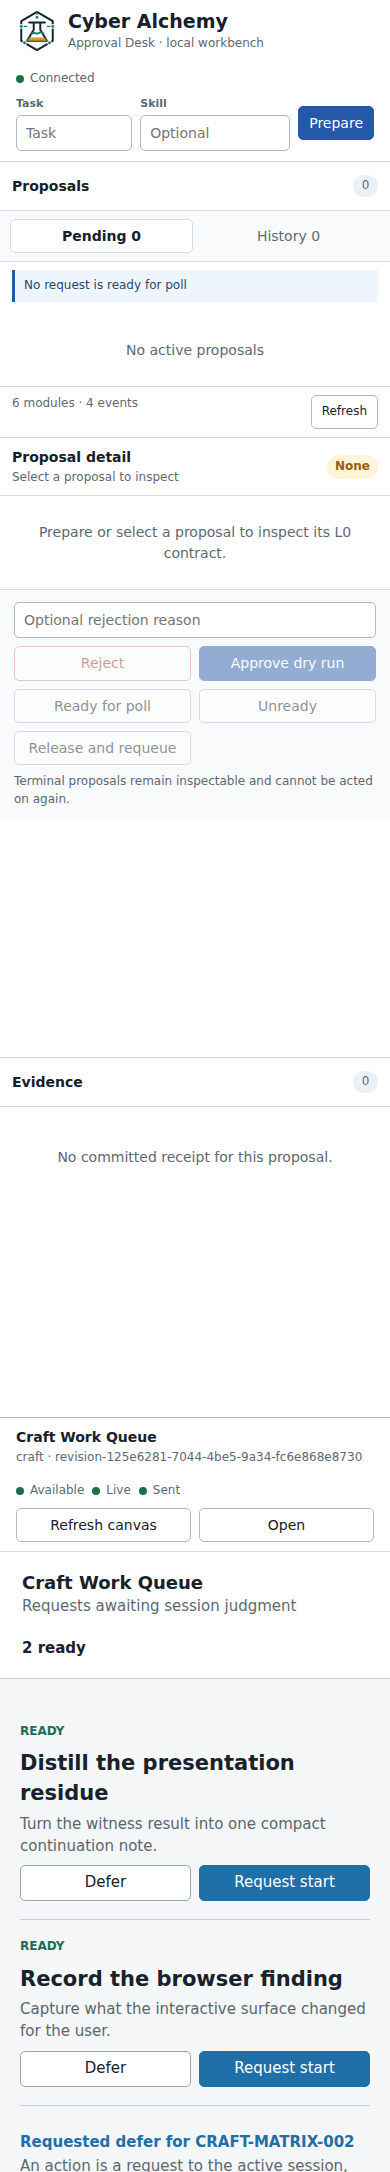 Cyber Alchemy
Approval Desk · local workbench
Connected
Task
Skill
Task
Optional
Prepare
Proposals
0
Pending 0
History 0
No request is ready for poll
No active proposals
6 modules · 4 events
Refresh
Proposal detail
Select a proposal to inspect
None
Prepare or select a proposal to inspect its L0
contract.
Optional rejection reason
Reject
Approve dry run
Ready for poll
Unready
Release and requeue
Terminal proposals remain inspectable and cannot be acted
on again.
Evidence
0
No committed receipt for this proposal.
Craft Work Queue
craft · revision-125e6281-7044-4be5-9a34-fc6e868e8730
Available
Live
Sent
Refresh canvas
Open
Craft Work Queue
Requests awaiting session judgment
2 ready
READY
Distill the presentation
residue
Turn the witness result into one compact
continuation note.
Defer
Request start
READY
Record the browser finding
Capture what the interactive surface changed
for the user.
Defer
Request start
Requested defer for CRAFT-MATRIX-002
An action is a request to the active session,